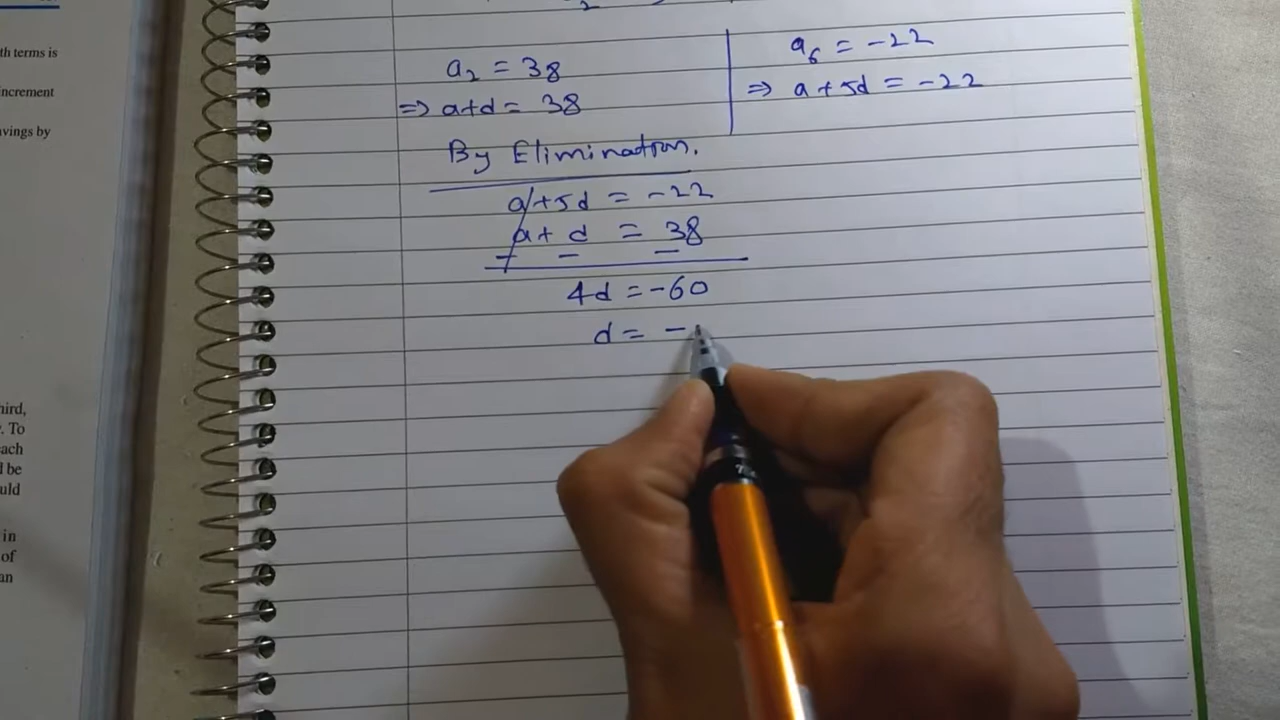 th terms is
increment
avings by
hird,
. To
each
d be
uld
in
of
an
a₂ = 38
⇒ a+d = 38
a₆ = -22
⇒ a+5d = -22
By Elimination.
a+5d = -22
a+ d = 38
- - -
4d = -60
d = -